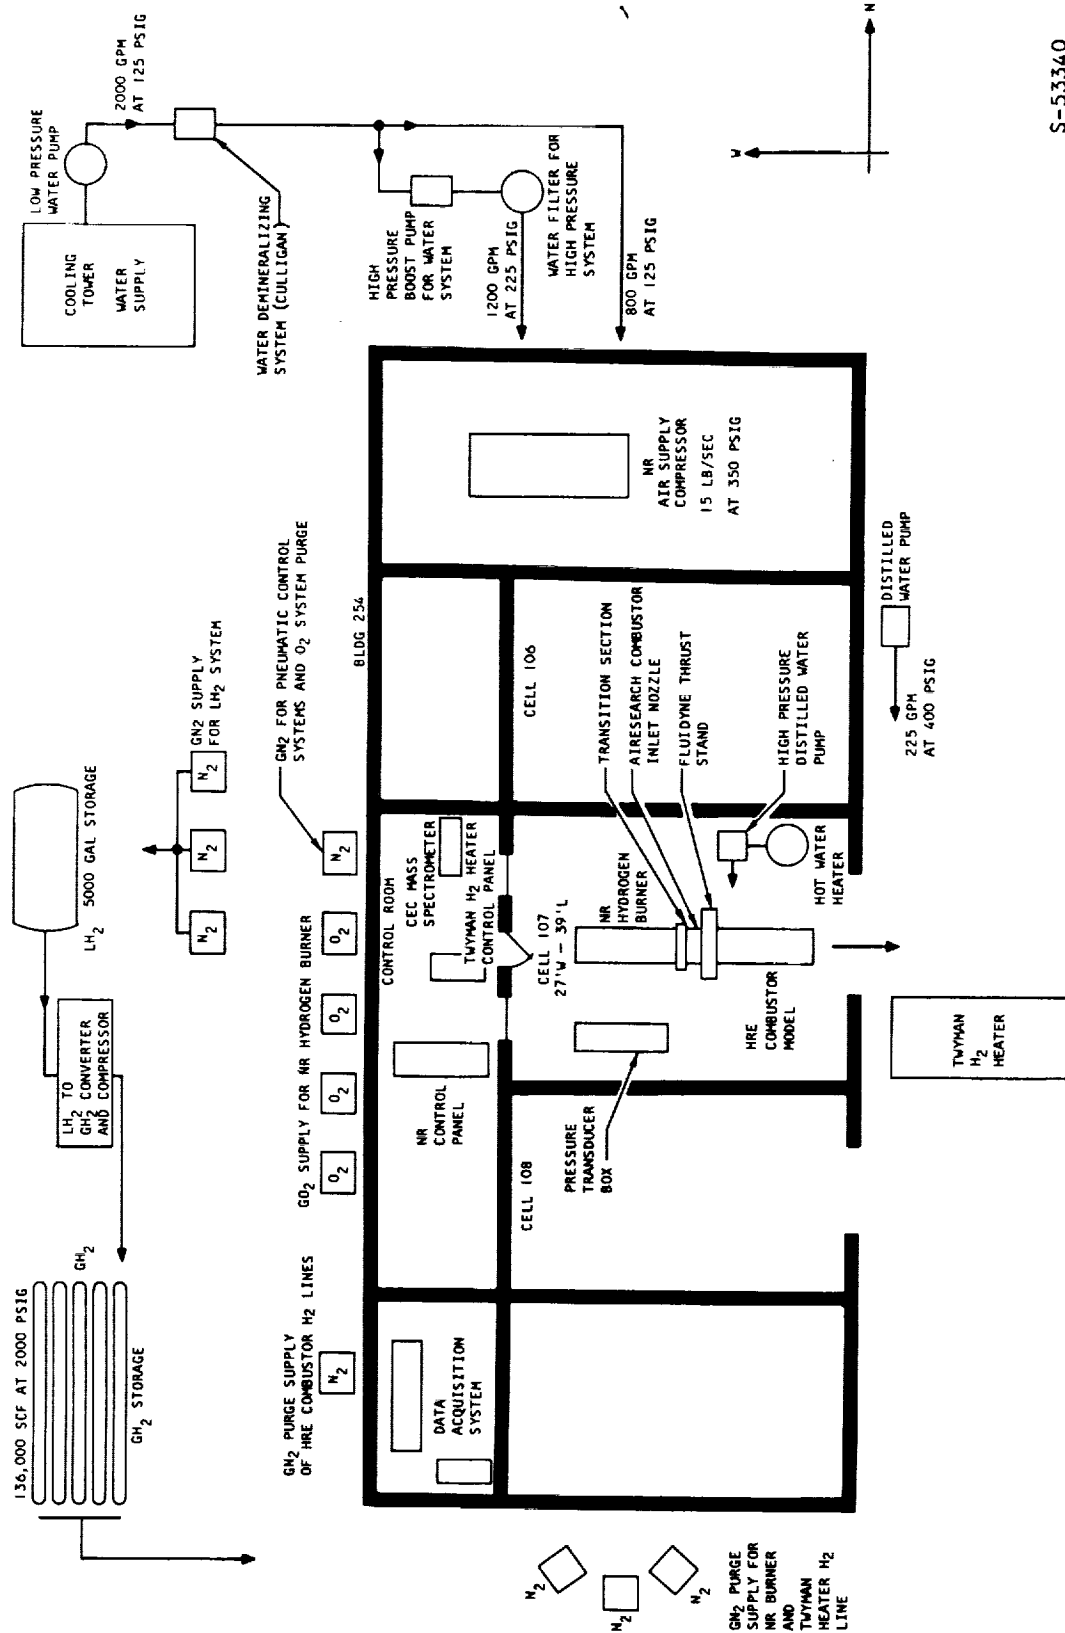 136,000 SCF AT 2000 PSIG
GH2
GH2 STORAGE
LH2 TO
GH2 CONVERTER
AND COMPRESSOR
LH2 5000 GAL STORAGE
N2
N2
N2
GN2 SUPPLY
FOR LH2 SYSTEM
COOLING
TOWER
WATER
SUPPLY
LOW PRESSURE
WATER PUMP
2000 GPM
AT 125 PSIG
WATER DEMINERALIZING
SYSTEM (CULLIGAN)
HIGH
PRESSURE
BOOST PUMP
FOR WATER
SYSTEM
1200 GPM
AT 225 PSIG
WATER FILTER FOR
HIGH PRESSURE
SYSTEM
800 GPM
AT 125 PSIG
GN2 PURGE SUPPLY
OF HRE COMBUSTOR H2 LINES
N2
GO2 SUPPLY FOR NR HYDROGEN BURNER
O2
O2
O2
O2
N2
GN2 FOR PNEUMATIC CONTROL
SYSTEMS AND O2 SYSTEM PURGE
BLDG 254
DATA
ACQUISITION
SYSTEM
NR
CONTROL
PANEL
CONTROL ROOM
CEC MASS
SPECTROMETER
TWYMAN H2 HEATER
CONTROL PANEL
CELL 108
CELL 107
27'W - 39'L
CELL 106
NR
AIR SUPPLY
COMPRESSOR
15 LB/SEC
AT 350 PSIG
PRESSURE
TRANSDUCER
BOX
NR
HYDROGEN
BURNER
TRANSITION SECTION
AIRESEARCH COMBUSTOR
INLET NOZZLE
FLUIDYNE THRUST
STAND
HRE
COMBUSTOR
MODEL
HIGH PRESSURE
DISTILLED WATER
PUMP
HOT WATER
HEATER
N2
N2
N2
GN2 PURGE
SUPPLY FOR
NR BURNER
AND
TWYMAN
HEATER H2
LINE
TWYMAN
H2
HEATER
225 GPM
AT 400 PSIG
DISTILLED
WATER PUMP
W
N
S-53340